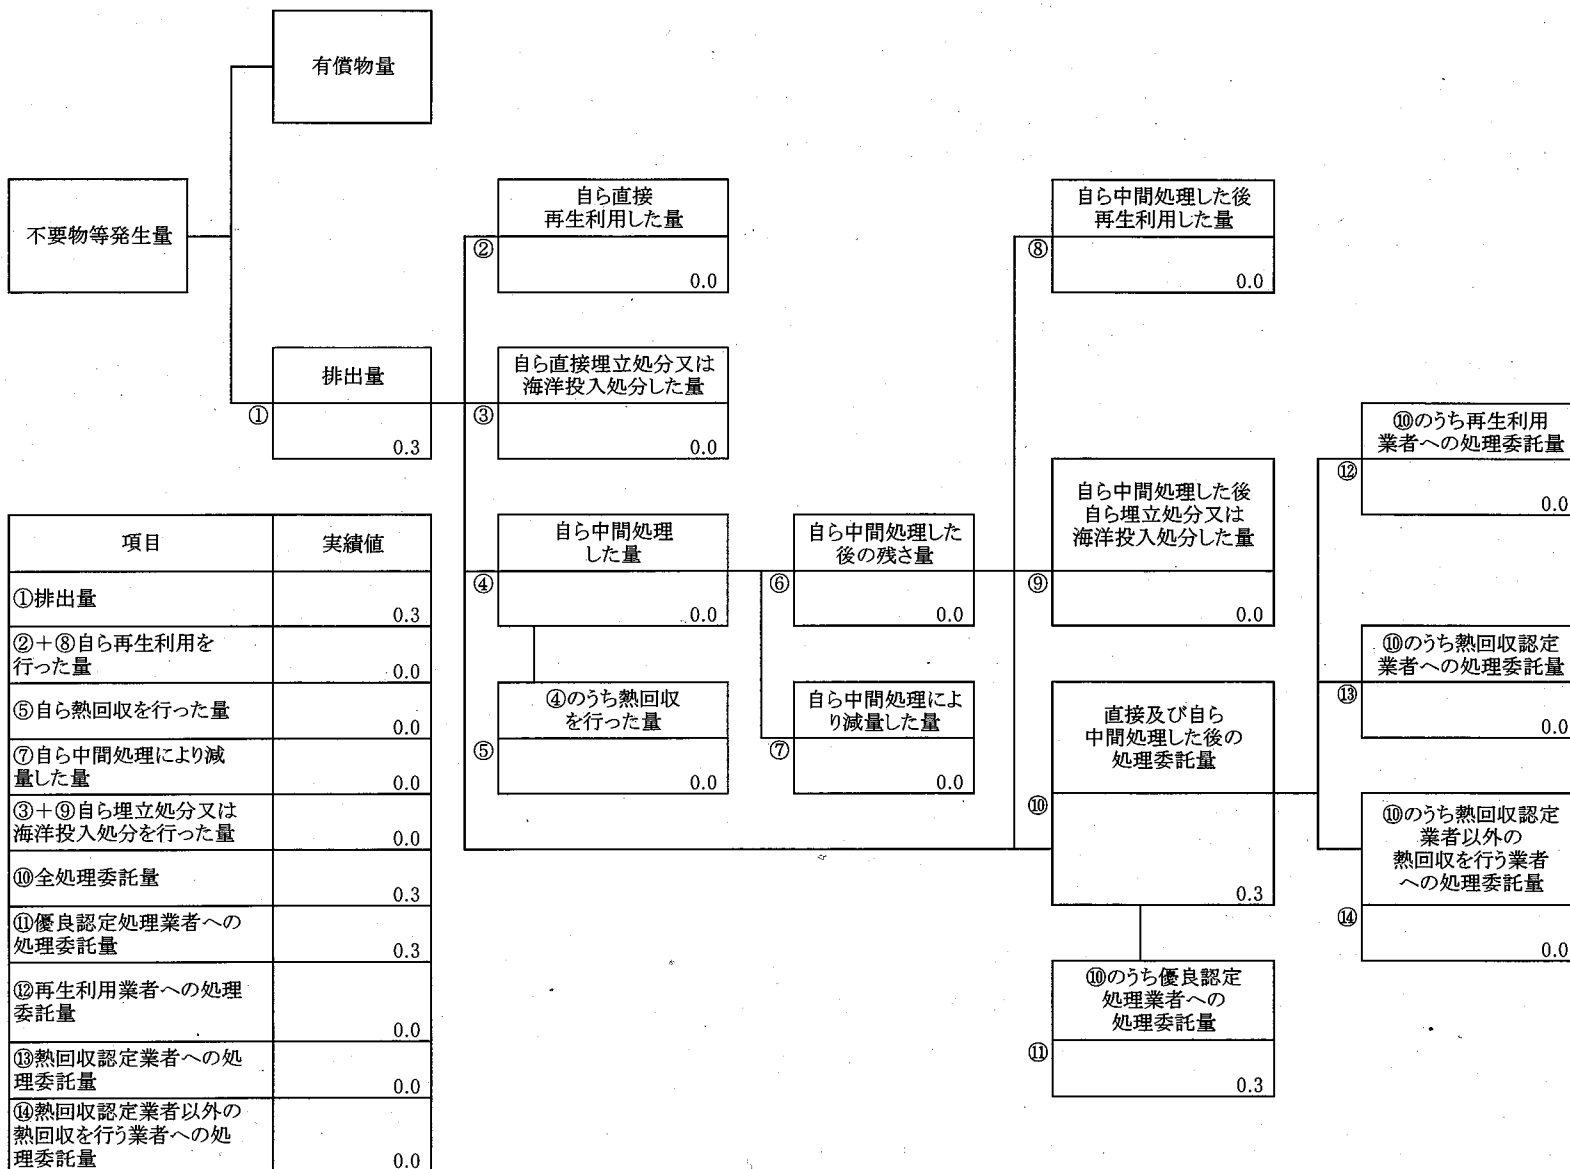 有償物量
不要物等発生量
排出量
①
0.3
自ら直接
再生利用した量
②
0.0
自ら直接埋立処分又は
海洋投入処分した量
③
0.0
自ら中間処理
した量
④
0.0
④のうち熱回収
を行った量
⑤
0.0
自ら中間処理した
後の残さ量
⑥
0.0
自ら中間処理によ
り減量した量
⑦
0.0
自ら中間処理した後
再生利用した量
⑧
0.0
自ら中間処理した後
自ら埋立処分又は
海洋投入処分した量
⑨
0.0
直接及び自ら
中間処理した後の
処理委託量
⑩
0.3
⑩のうち優良認定
処理業者への
処理委託量
⑪
0.3
⑩のうち再生利用
業者への処理委託量
⑫
0.0
⑩のうち熱回収認定
業者への処理委託量
⑬
0.0
⑩のうち熱回収認定
業者以外の
熱回収を行う業者
への処理委託量
⑭
0.0
項目 実績値
①排出量
0.3
②+⑧自ら再生利用を
行った量
0.0
⑤自ら熱回収を行った量
0.0
⑦自ら中間処理により減
量した量
0.0
③+⑨自ら埋立処分又は
海洋投入処分を行った量
0.0
⑩全処理委託量
0.3
⑪優良認定処理業者への
処理委託量
0.3
⑫再生利用業者への処理
委託量
0.0
⑬熱回収認定業者への処
理委託量
0.0
⑭熱回収認定業者以外の
熱回収を行う業者への処
理委託量
0.0